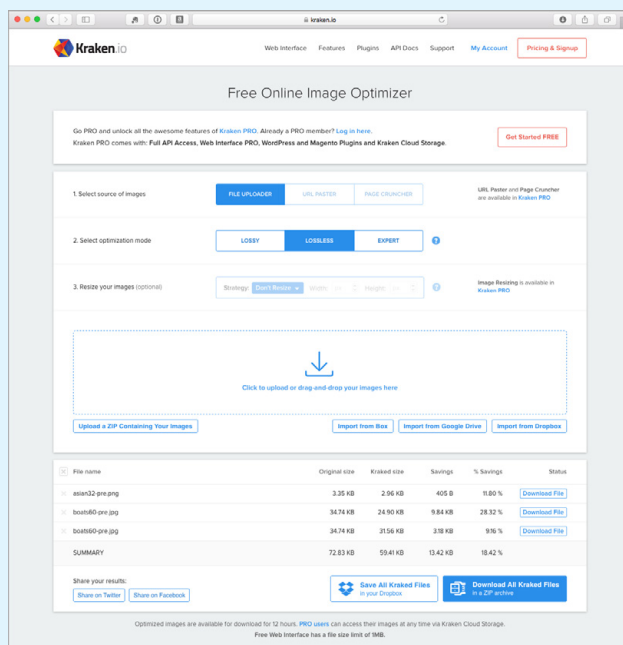 kraken.io
Kraken.io
Web Interface Features Plugins API Docs Support My Account Pricing & Signup
Free Online Image Optimizer
Go PRO and unlock all the awesome features of Kraken PRO. Already a PRO member? Log in here.
Kraken PRO comes with: Full API Access, Web Interface PRO, WordPress and Magento Plugins and Kraken Cloud Storage.
Get Started FREE
1. Select source of images
FILE UPLOADER URL PASTER PAGE CRUNCHER
URL Paster and Page Cruncher
are available in Kraken PRO
2. Select optimization mode
LOSSY LOSSLESS EXPERT ?
3. Resize your images (optional)
Strategy: Don't Resize Width: Height: ?
Image Resizing is available in
Kraken PRO
Click to upload or drag-and-drop your images here
Upload a ZIP Containing Your Images Import from Box Import from Google Drive Import from Dropbox
File name Original size Kraked size Savings % Savings Status
asian32-pre.png 3.35 KB 2.96 KB 405 B 11.80 % Download File
boats60-pre.jpg 34.74 KB 24.90 KB 9.84 KB 28.32 % Download File
boats60-pre.jpg 34.74 KB 31.56 KB 3.18 KB 9.16 % Download File
SUMMARY 72.83 KB 59.41 KB 13.42 KB 18.42 %
Share your results:
Share on Twitter Share on Facebook
Save All Kraked Files
in your Dropbox
Download All Kraked Files
in a ZIP archive
Optimized images are available for download for 12 hours. PRO users can access their images at any time via Kraken Cloud Storage.
Free Web Interface has a file size limit of 1MB.